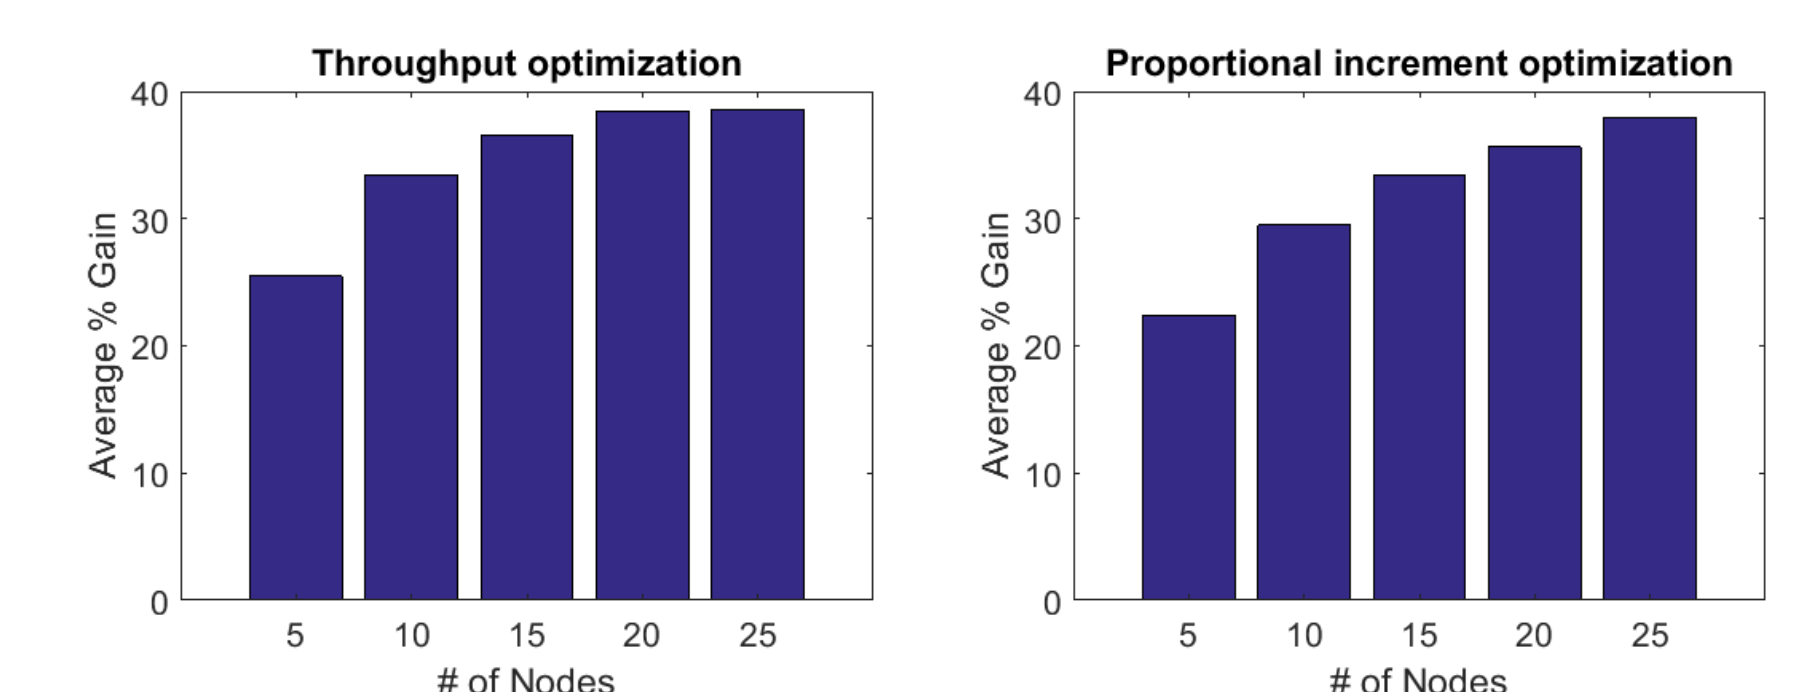 Throughput optimization
40
30
20
10
0
Average % Gain
5 10 15 20 25
# of Nodes
Proportional increment optimization
40
30
20
10
0
Average % Gain
5 10 15 20 25
# of Nodes